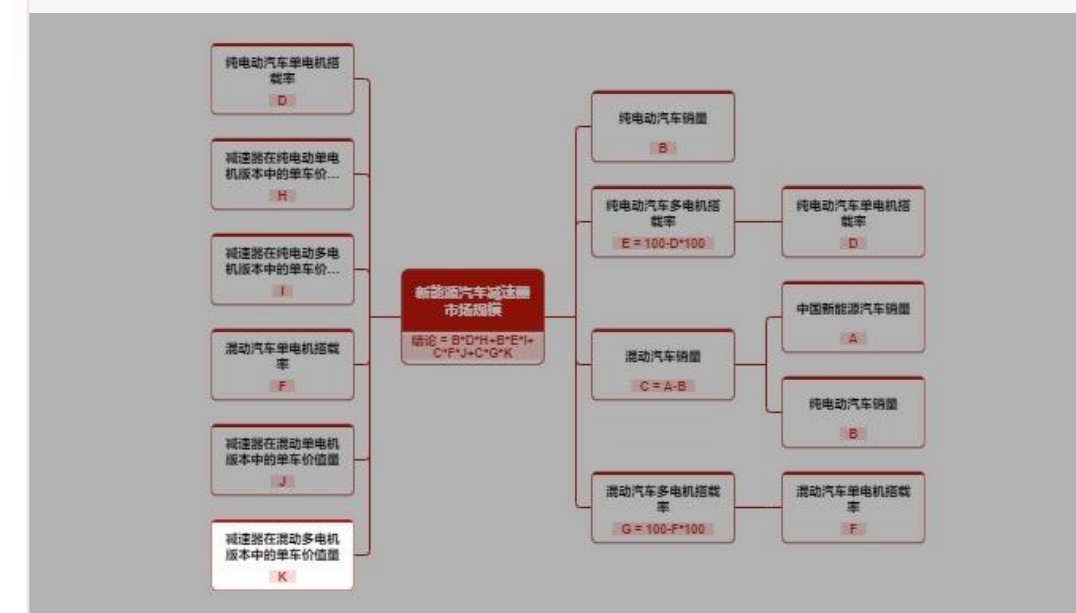 纯电动汽车单电机搭
载率
D
减速器在纯电动单电
机版本中的单车价...
H
减速器在纯电动多电
机版本中的单车价...
I
混动汽车单电机搭载
率
F
减速器在混动单电机
版本中的单车价值量
J
减速器在混动多电机
版本中的单车价值量
K
新能源汽车减速器
市场规模
结论 = B*D*H+B*E*I+
C*F*J+C*G*K
纯电动汽车销量
B
纯电动汽车多电机搭
载率
E = 100-D*100
混动汽车销量
C = A-B
混动汽车多电机搭载
率
G = 100-F*100
纯电动汽车单电机搭
载率
D
中国新能源汽车销量
A
纯电动汽车销量
B
混动汽车单电机搭载
率
F